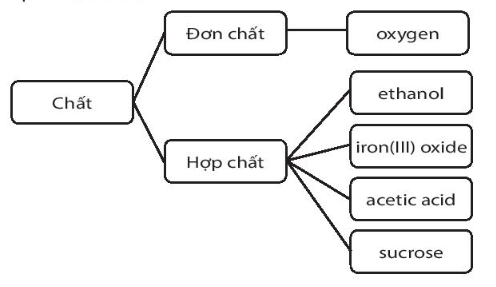 Đơn chất
oxygen
Chất
ethanol
Hợp chất
iron(III) oxide
acetic acid
sucrose